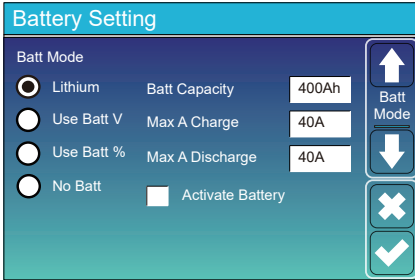 Battery Setting
Batt Mode
Lithium
Batt Capacity
400Ah
Use Batt V
Max A Charge
40A
Use Batt %
Max A Discharge
40A
No Batt
Activate Battery
Batt
Mode